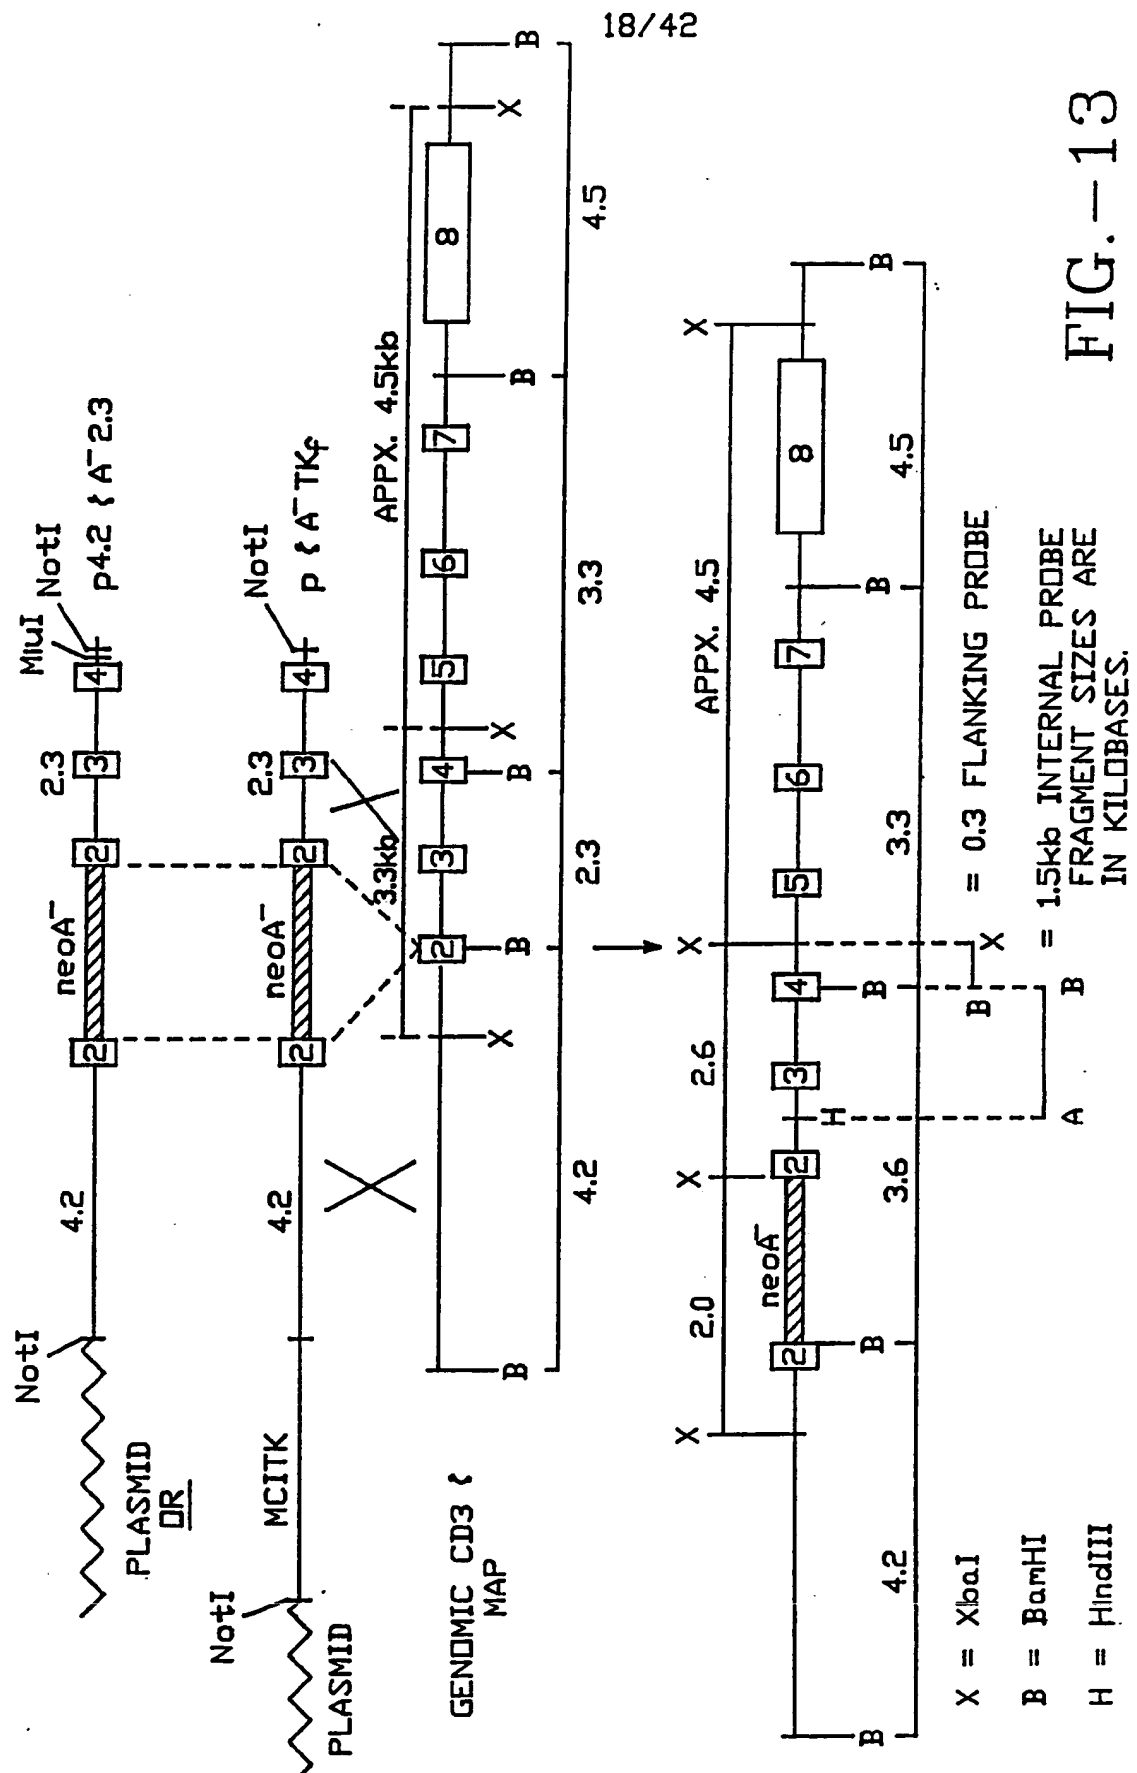 18/42
NotI
MluI
NotI
4.2
2
neoA⁻
2
2.3
3
4
p4.2 ζ A⁻ 2.3
PLASMID
OR
NotI
MCITK
4.2
2
neoA⁻
2
2.3
3
4
NotI
p ζ A⁻ TKf
PLASMID
3.3kb
APPX. 4.5kb
GENOMIC CD3 ζ
MAP
2
3
4
5
6
7
8
B
X
B
B
X
B
X
B
4.2
2.3
3.3
4.5
X
2.0
X
2.6
X
APPX. 4.5
X
neoA⁻
2
2
H
3
4
5
6
7
8
B
B
B
B
B
4.2
3.6
3.3
4.5
B
X
A
B
X = XbaI
B = BamHI
H = HindIII
= 0.3 FLANKING PROBE
= 1.5kb INTERNAL PROBE
FRAGMENT SIZES ARE
IN KILOBASES.
FIG.-13